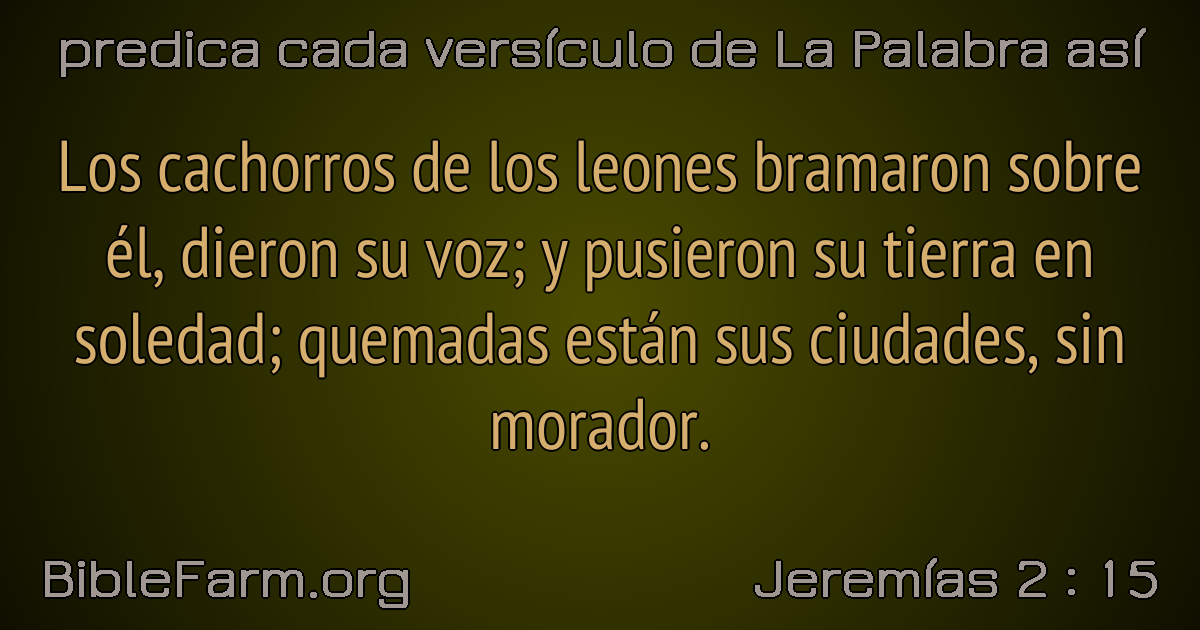 predica cada versículo de La Palabra así
Los cachorros de los leones bramaron sobre
él, dieron su voz; y pusieron su tierra en
soledad; quemadas están sus ciudades, sin
morador.
BibleFarm.org
Jeremías 2 : 15